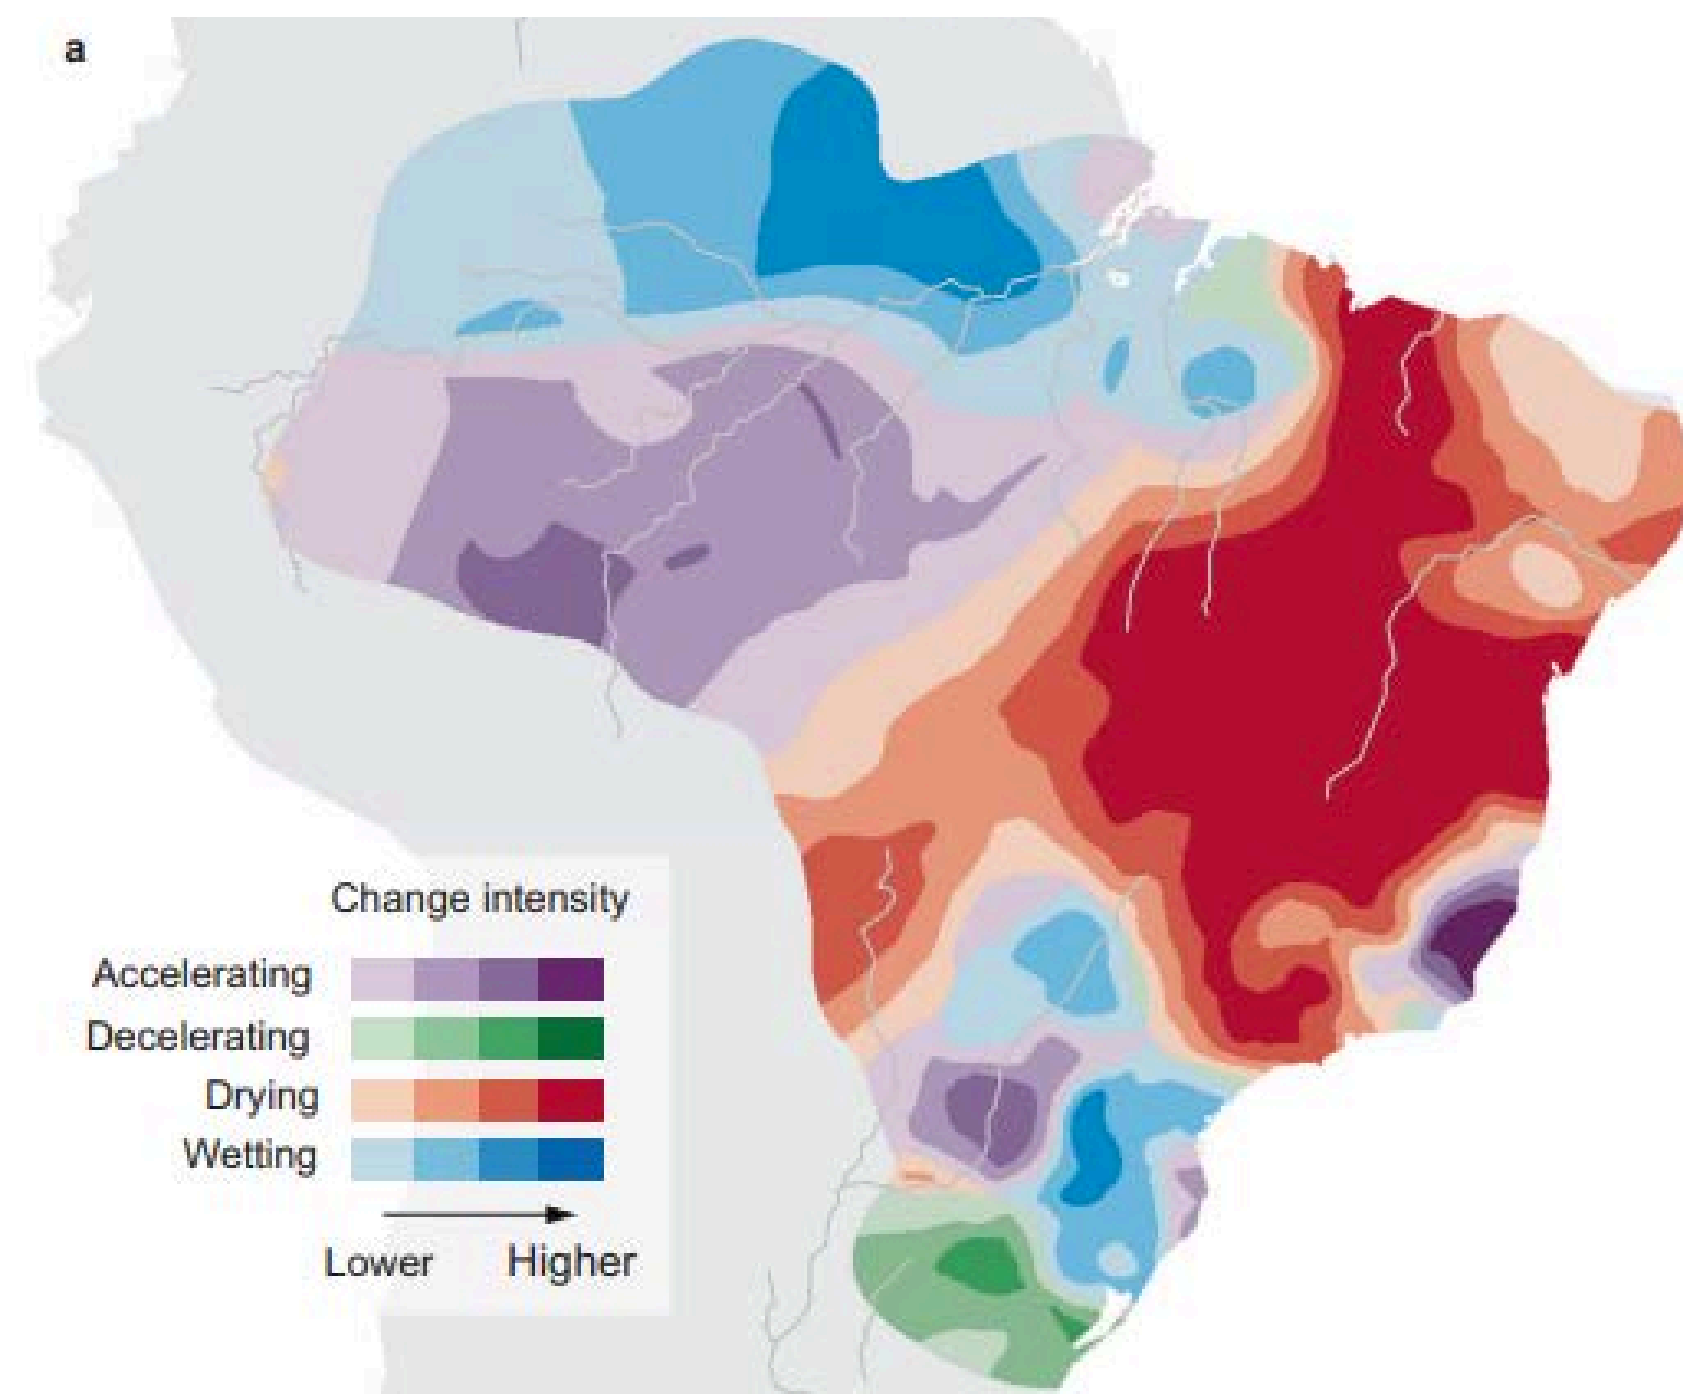 a
Change intensity
Accelerating
Decelerating
Drying
Wetting
Lower Higher